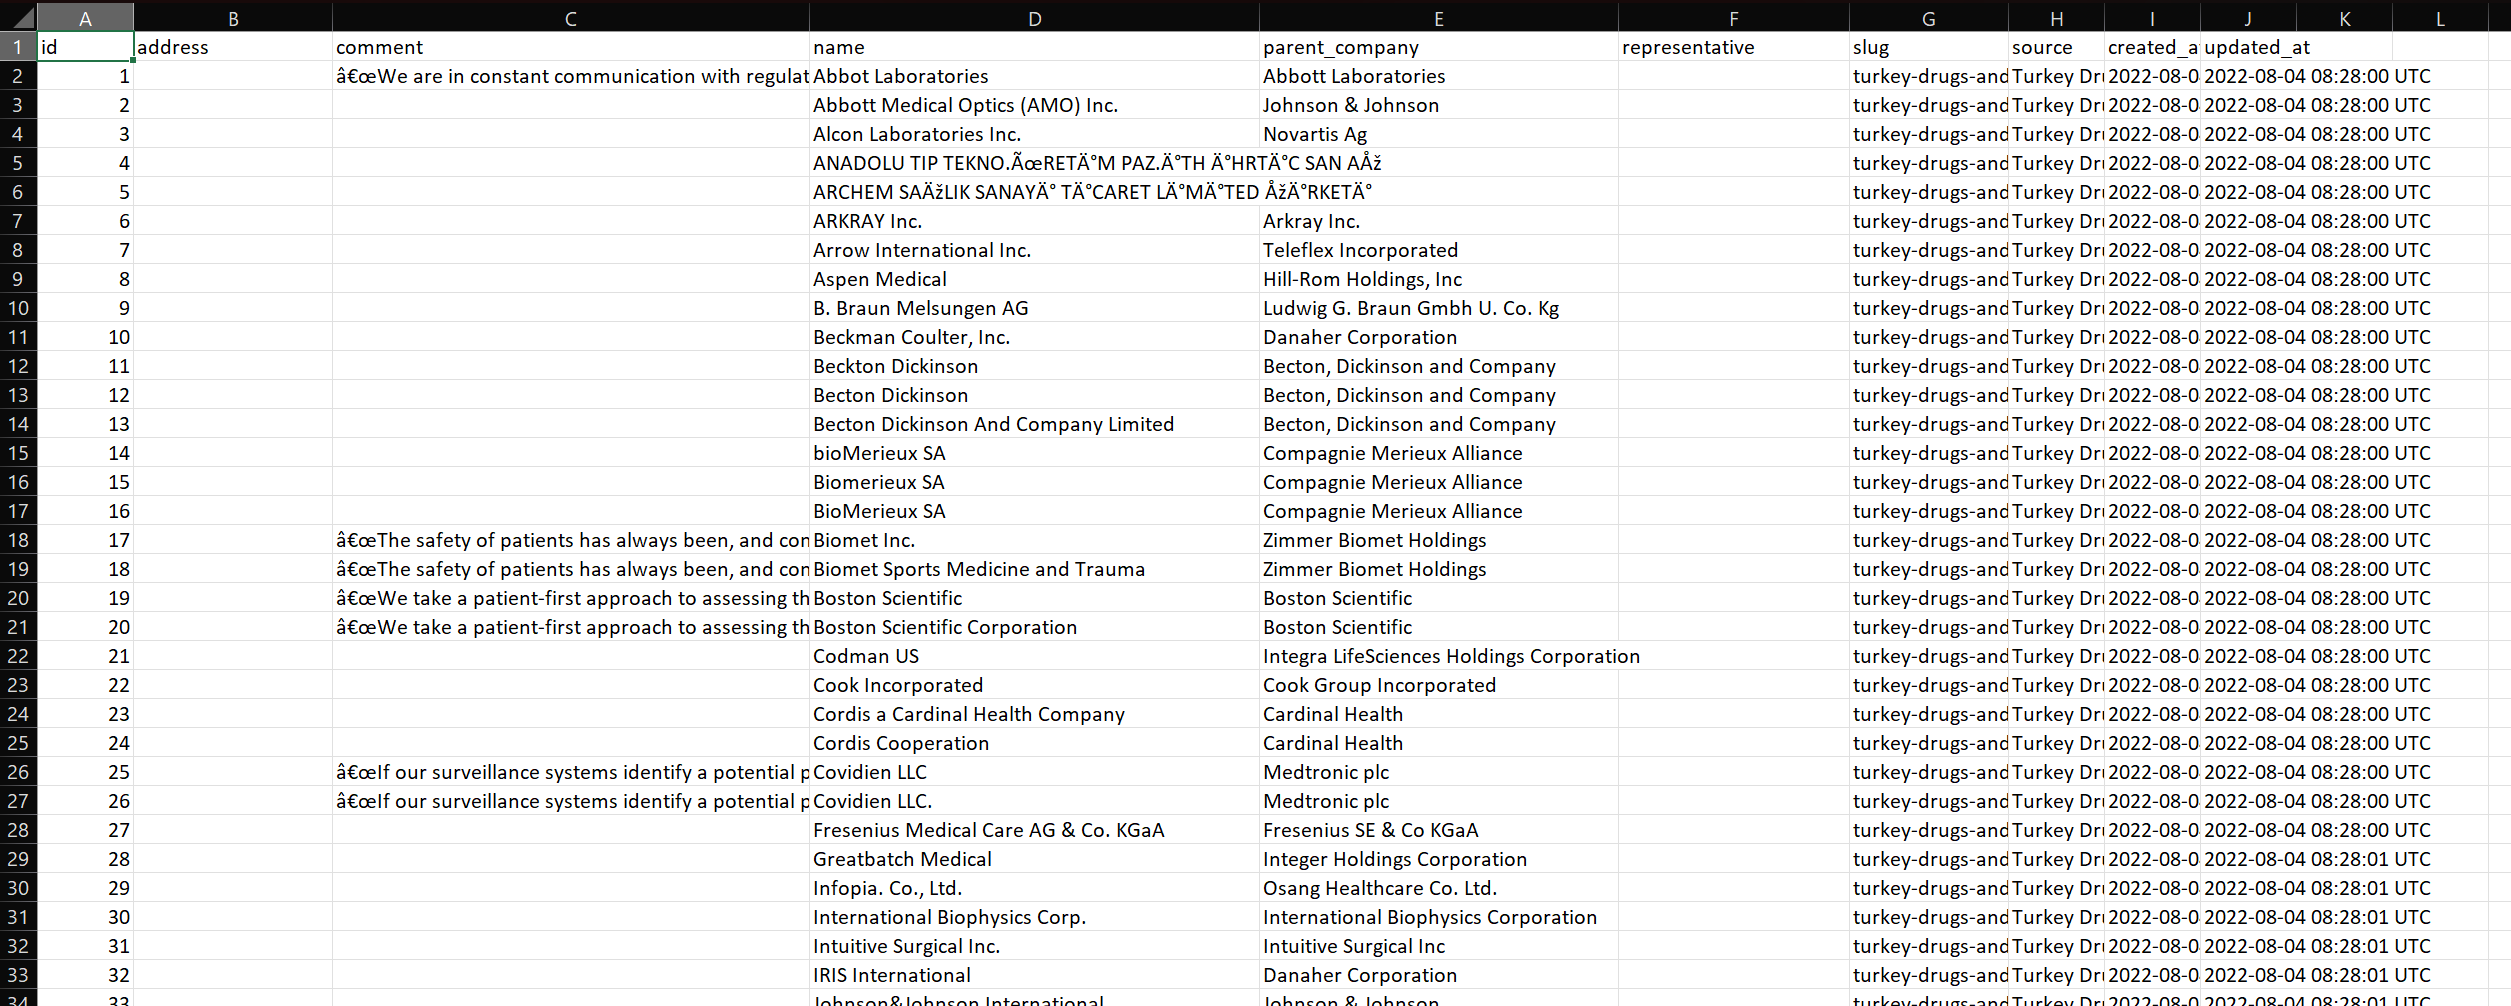 A B C D E F G H I J K L
1 id address comment name parent_company representative slug source created_a updated_at
2 1 â€œWe are in constant communication with regulat Abbot Laboratories Abbott Laboratories turkey-drugs-and Turkey Dr 2022-08-0 2022-08-04 08:28:00 UTC
3 2 Abbott Medical Optics (AMO) Inc. Johnson & Johnson turkey-drugs-and Turkey Dr 2022-08-0 2022-08-04 08:28:00 UTC
4 3 Alcon Laboratories Inc. Novartis Ag turkey-drugs-and Turkey Dr 2022-08-0 2022-08-04 08:28:00 UTC
5 4 ANADOLU TIP TEKNO.ÃœRETÄ°M PAZ.Ä°TH Ä°HRTÄ°C SAN AÅž turkey-drugs-and Turkey Dr 2022-08-0 2022-08-04 08:28:00 UTC
6 5 ARCHEM SAÄžLIK SANAYÄ° TÄ°CARET LÄ°MÄ°TED ÅžÄ°RKETÄ° turkey-drugs-and Turkey Dr 2022-08-0 2022-08-04 08:28:00 UTC
7 6 ARKRAY Inc. Arkray Inc. turkey-drugs-and Turkey Dr 2022-08-0 2022-08-04 08:28:00 UTC
8 7 Arrow International Inc. Teleflex Incorporated turkey-drugs-and Turkey Dr 2022-08-0 2022-08-04 08:28:00 UTC
9 8 Aspen Medical Hill-Rom Holdings, Inc turkey-drugs-and Turkey Dr 2022-08-0 2022-08-04 08:28:00 UTC
10 9 B. Braun Melsungen AG Ludwig G. Braun Gmbh U. Co. Kg turkey-drugs-and Turkey Dr 2022-08-0 2022-08-04 08:28:00 UTC
11 10 Beckman Coulter, Inc. Danaher Corporation turkey-drugs-and Turkey Dr 2022-08-0 2022-08-04 08:28:00 UTC
12 11 Beckton Dickinson Becton, Dickinson and Company turkey-drugs-and Turkey Dr 2022-08-0 2022-08-04 08:28:00 UTC
13 12 Becton Dickinson Becton, Dickinson and Company turkey-drugs-and Turkey Dr 2022-08-0 2022-08-04 08:28:00 UTC
14 13 Becton Dickinson And Company Limited Becton, Dickinson and Company turkey-drugs-and Turkey Dr 2022-08-0 2022-08-04 08:28:00 UTC
15 14 bioMerieux SA Compagnie Merieux Alliance turkey-drugs-and Turkey Dr 2022-08-0 2022-08-04 08:28:00 UTC
16 15 Biomerieux SA Compagnie Merieux Alliance turkey-drugs-and Turkey Dr 2022-08-0 2022-08-04 08:28:00 UTC
17 16 BioMerieux SA Compagnie Merieux Alliance turkey-drugs-and Turkey Dr 2022-08-0 2022-08-04 08:28:00 UTC
18 17 â€œThe safety of patients has always been, and con Biomet Inc. Zimmer Biomet Holdings turkey-drugs-and Turkey Dr 2022-08-0 2022-08-04 08:28:00 UTC
19 18 â€œThe safety of patients has always been, and con Biomet Sports Medicine and Trauma Zimmer Biomet Holdings turkey-drugs-and Turkey Dr 2022-08-0 2022-08-04 08:28:00 UTC
20 19 â€œWe take a patient-first approach to assessing th Boston Scientific Boston Scientific turkey-drugs-and Turkey Dr 2022-08-0 2022-08-04 08:28:00 UTC
21 20 â€œWe take a patient-first approach to assessing th Boston Scientific Corporation Boston Scientific turkey-drugs-and Turkey Dr 2022-08-0 2022-08-04 08:28:00 UTC
22 21 Codman US Integra LifeSciences Holdings Corporation turkey-drugs-and Turkey Dr 2022-08-0 2022-08-04 08:28:00 UTC
23 22 Cook Incorporated Cook Group Incorporated turkey-drugs-and Turkey Dr 2022-08-0 2022-08-04 08:28:00 UTC
24 23 Cordis a Cardinal Health Company Cardinal Health turkey-drugs-and Turkey Dr 2022-08-0 2022-08-04 08:28:00 UTC
25 24 Cordis Cooperation Cardinal Health turkey-drugs-and Turkey Dr 2022-08-0 2022-08-04 08:28:00 UTC
26 25 â€œIf our surveillance systems identify a potential p Covidien LLC Medtronic plc turkey-drugs-and Turkey Dr 2022-08-0 2022-08-04 08:28:00 UTC
27 26 â€œIf our surveillance systems identify a potential p Covidien LLC. Medtronic plc turkey-drugs-and Turkey Dr 2022-08-0 2022-08-04 08:28:00 UTC
28 27 Fresenius Medical Care AG & Co. KGaA Fresenius SE & Co KGaA turkey-drugs-and Turkey Dr 2022-08-0 2022-08-04 08:28:00 UTC
29 28 Greatbatch Medical Integer Holdings Corporation turkey-drugs-and Turkey Dr 2022-08-0 2022-08-04 08:28:01 UTC
30 29 Infopia. Co., Ltd. Osang Healthcare Co. Ltd. turkey-drugs-and Turkey Dr 2022-08-0 2022-08-04 08:28:01 UTC
31 30 International Biophysics Corp. International Biophysics Corporation turkey-drugs-and Turkey Dr 2022-08-0 2022-08-04 08:28:01 UTC
32 31 Intuitive Surgical Inc. Intuitive Surgical Inc turkey-drugs-and Turkey Dr 2022-08-0 2022-08-04 08:28:01 UTC
33 32 IRIS International Danaher Corporation turkey-drugs-and Turkey Dr 2022-08-0 2022-08-04 08:28:01 UTC
34 33 Johnson&Johnson International Johnson & Johnson turkey-drugs-and Turkey Dr 2022-08-0 2022-08-04 08:28:01 UTC